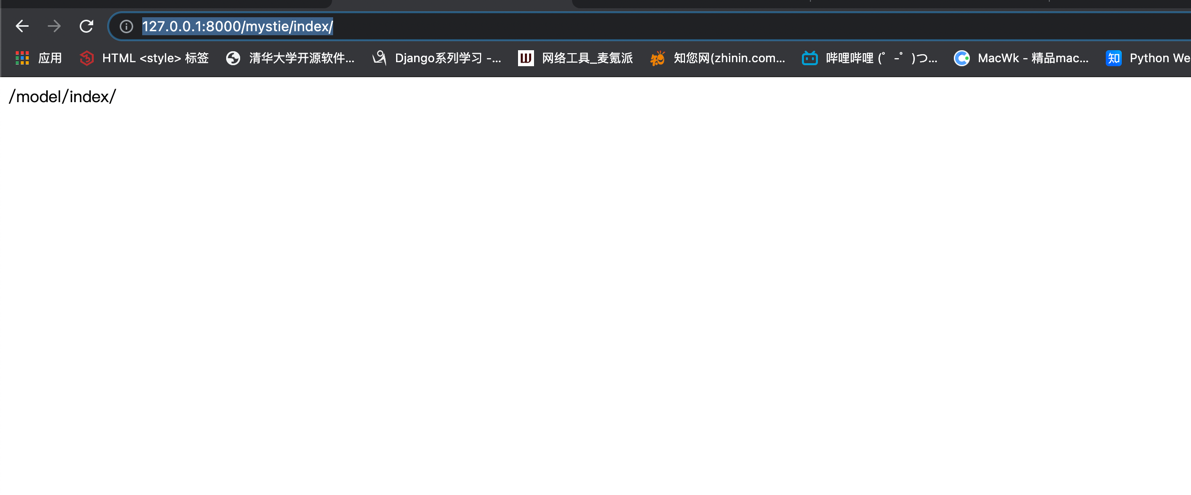 127.0.0.1:8000/mystie/index/
应用 HTML <style> 标签 清华大学开源软件... Django系列学习 -... 网络工具_麦氪派 知您网(zhinin.com... 哔哩哔哩 (゜-゜)つ... MacWk - 精品mac... 知 Python We
/model/index/